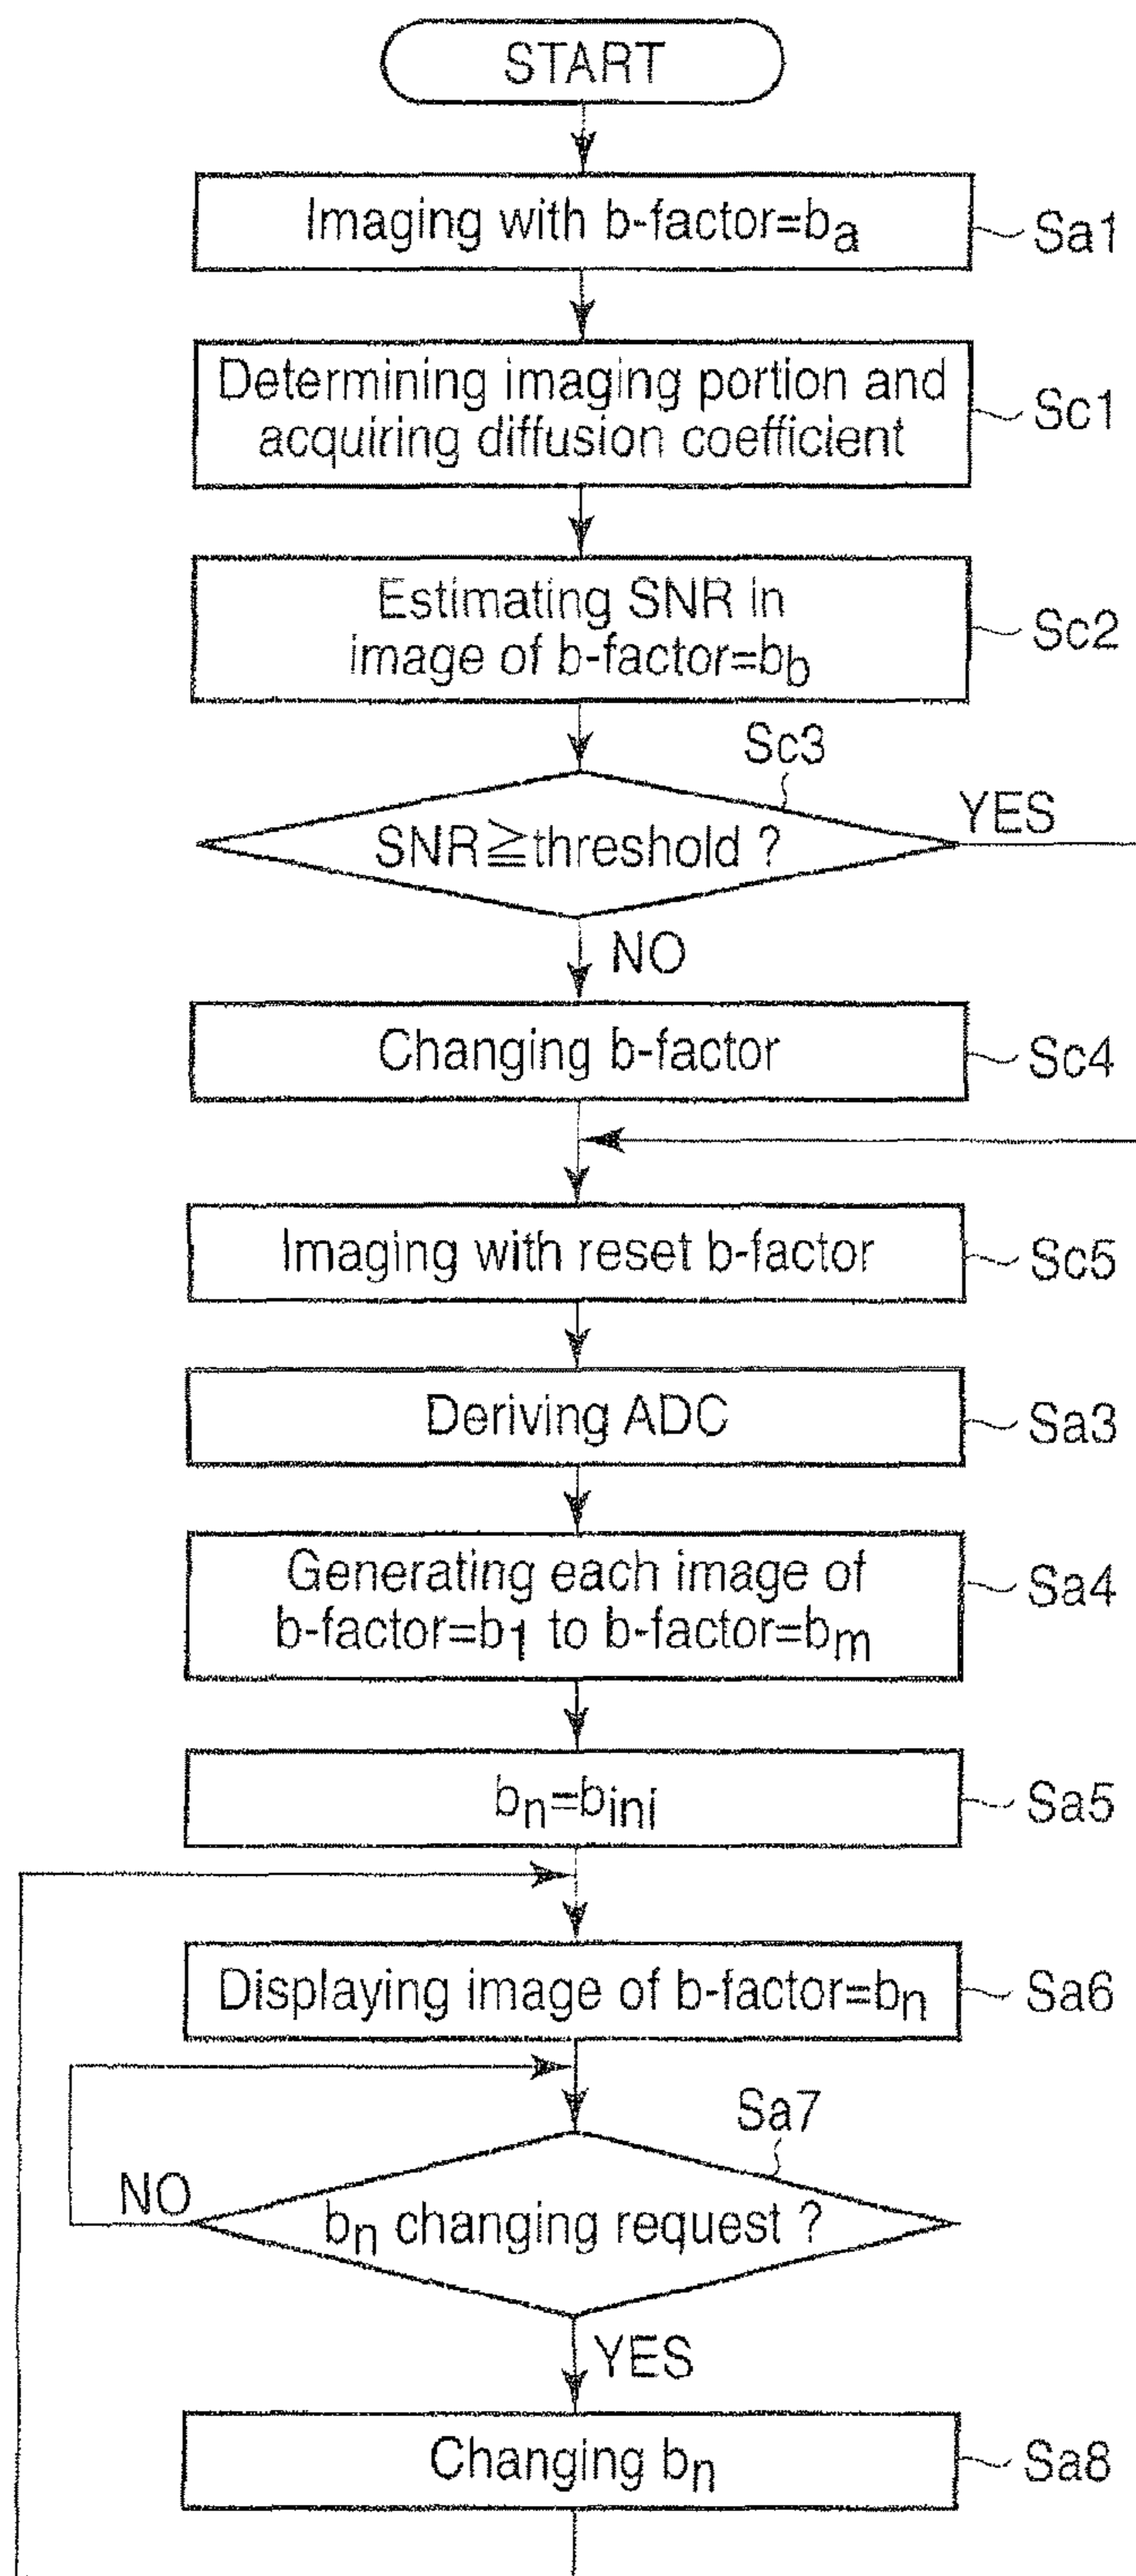 START
Imaging with b-factor=ba
Sa1
Determining imaging portion and
acquiring diffusion coefficient
Sc1
Estimating SNR in
image of b-factor=bb
Sc2
Sc3
SNR≧threshold ?
YES
NO
Changing b-factor
Sc4
Imaging with reset b-factor
Sc5
Deriving ADC
Sa3
Generating each image of
b-factor=b1 to b-factor=bm
Sa4
bn=bini
Sa5
Displaying image of b-factor=bn
Sa6
Sa7
NO
bn changing request ?
YES
Changing bn
Sa8